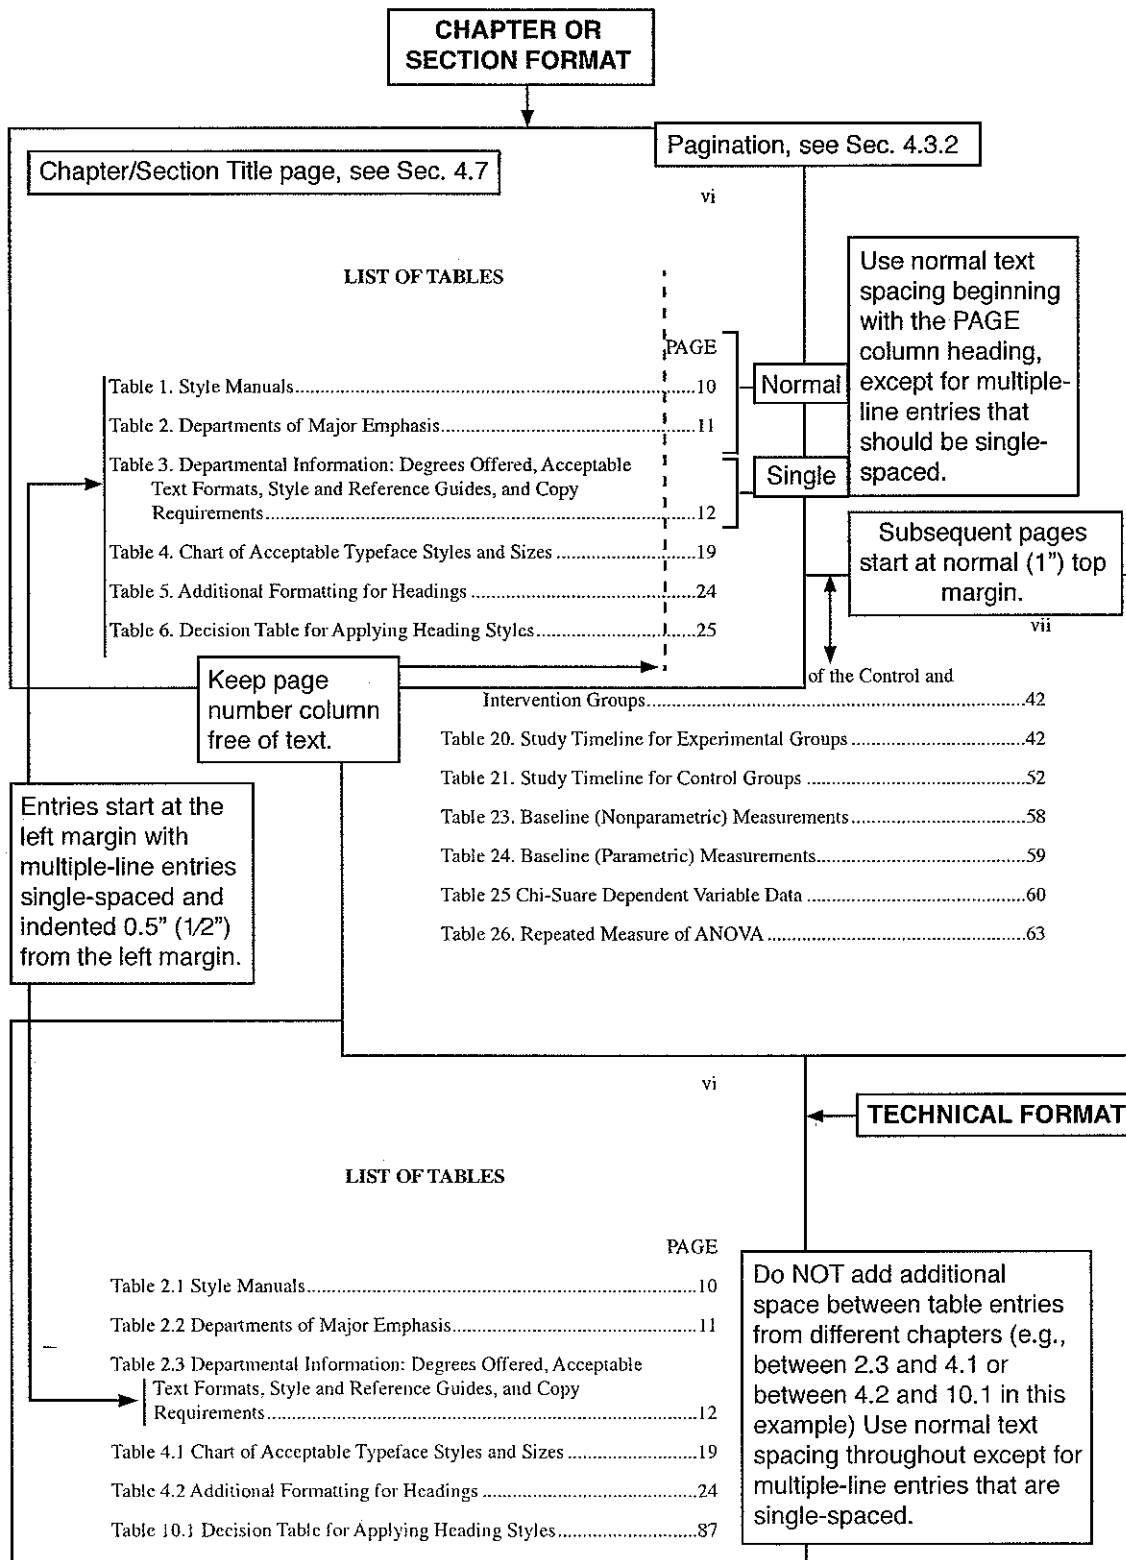 CHAPTER OR
SECTION FORMAT
Pagination, see Sec. 4.3.2
Chapter/Section Title page, see Sec. 4.7
vi
LIST OF TABLES
PAGE
Table 1. Style Manuals..........10
Table 2. Departments of Major Emphasis..........11
Table 3. Departmental Information: Degrees Offered, Acceptable
Text Formats, Style and Reference Guides, and Copy
Requirements..........12
Table 4. Chart of Acceptable Typeface Styles and Sizes..........19
Table 5. Additional Formatting for Headings..........24
Table 6. Decision Table for Applying Heading Styles..........25
Normal
Single
Use normal text
spacing beginning
with the PAGE
column heading,
except for multiple-
line entries that
should be single-
spaced.
Subsequent pages
start at normal (1") top
margin.
vii
Keep page
number column
free of text.
of the Control and
Intervention Groups..........42
Table 20. Study Timeline for Experimental Groups..........42
Table 21. Study Timeline for Control Groups..........52
Table 23. Baseline (Nonparametric) Measurements..........58
Table 24. Baseline (Parametric) Measurements..........59
Table 25 Chi-Suare Dependent Variable Data..........60
Table 26. Repeated Measure of ANOVA..........63
Entries start at the
left margin with
multiple-line entries
single-spaced and
indented 0.5" (1/2")
from the left margin.
vi
TECHNICAL FORMAT
LIST OF TABLES
PAGE
Table 2.1 Style Manuals..........10
Table 2.2 Departments of Major Emphasis..........11
Table 2.3 Departmental Information: Degrees Offered, Acceptable
Text Formats, Style and Reference Guides, and Copy
Requirements..........12
Table 4.1 Chart of Acceptable Typeface Styles and Sizes..........19
Table 4.2 Additional Formatting for Headings..........24
Table 10.1 Decision Table for Applying Heading Styles..........87
Do NOT add additional
space between table entries
from different chapters (e.g.,
between 2.3 and 4.1 or
between 4.2 and 10.1 in this
example) Use normal text
spacing throughout except for
multiple-line entries that are
single-spaced.